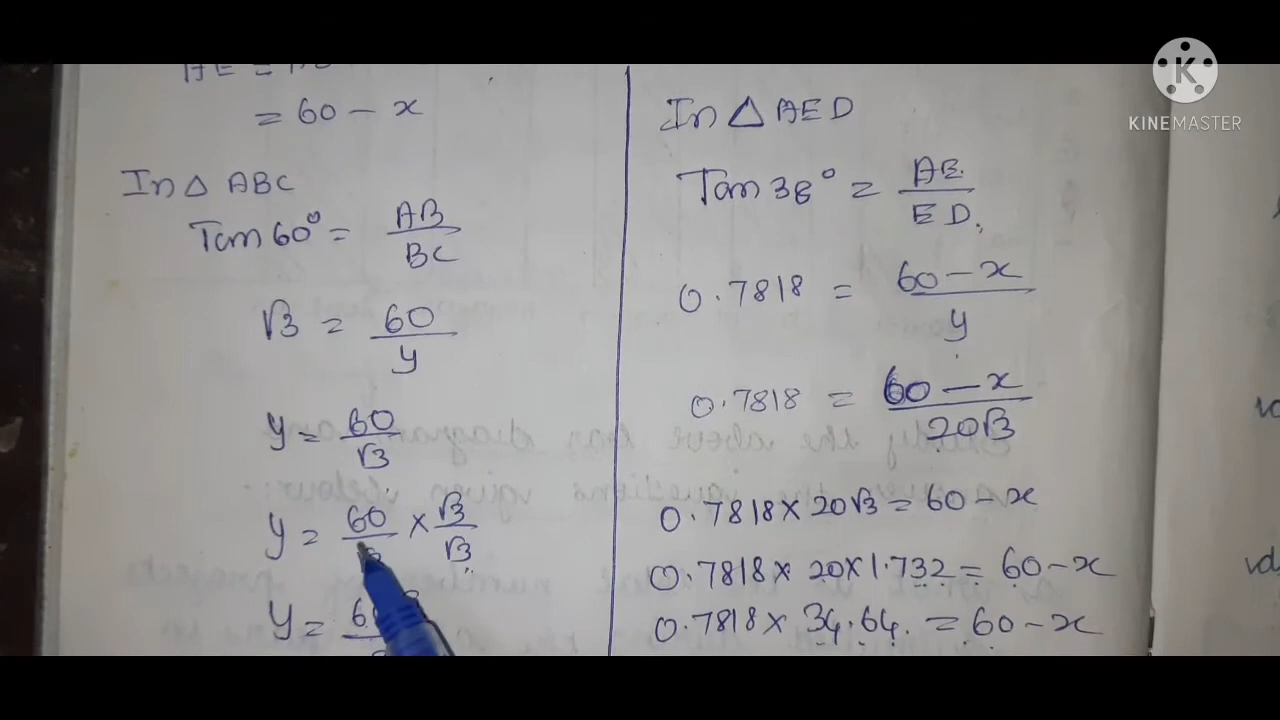 = 60 - x
In △ ABC
Tan 60° = AB/BC
√3 = 60/y
y = 60/√3
y = 60/ × √3/√3
y =
In △ AED
Tan 38° = AE/ED
0.7818 = 60 - x/y
0.7818 = 60 - x/20√3
0.7818 × 20√3 = 60 - x
0.7818 × 20 × 1.732 = 60 - x
0.7818 × 34.64 = 60 - x
KINEMASTER